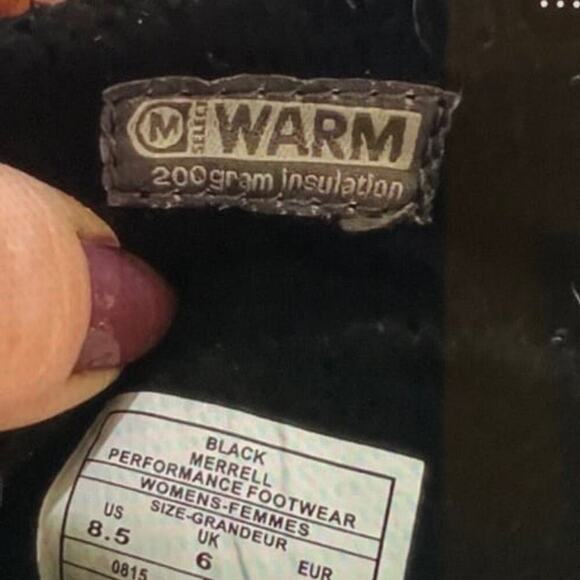 M SELECT WARM
200gram insulation
BLACK
MERRELL
PERFORMANCE FOOTWEAR
WOMENS-FEMMES
SIZE-GRANDEUR
US UK EUR
8.5 6
0815